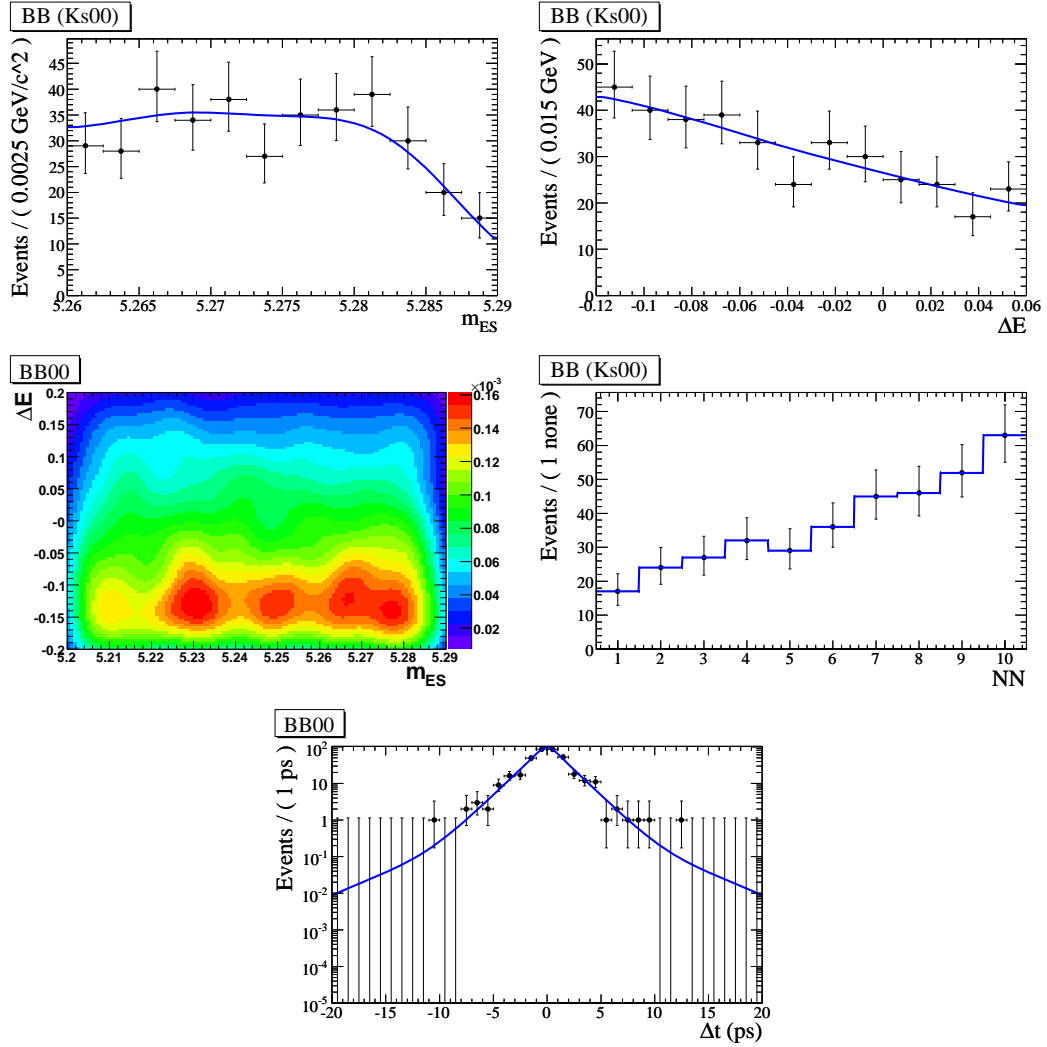 BB (Ks00)
Events / ( 0.0025 GeV/c^2 )
45
40
35
30
25
20
15
10
5
0
5.26 5.265 5.27 5.275 5.28 5.285 5.29
m_ES
BB (Ks00)
Events / ( 0.015 GeV )
50
40
30
20
10
0
-0.12 -0.1 -0.08 -0.06 -0.04 -0.02 0 0.02 0.04 0.06
ΔE
BB00
ΔE
0.2
0.15
0.1
0.05
-0
-0.05
-0.1
-0.15
-0.2
5.2 5.21 5.22 5.23 5.24 5.25 5.26 5.27 5.28 5.29
m_ES
×10^-3
0.16
0.14
0.12
0.1
0.08
0.06
0.04
0.02
BB (Ks00)
Events / ( 1 none )
70
60
50
40
30
20
10
0
1 2 3 4 5 6 7 8 9 10
NN
BB00
Events / ( 1 ps )
10^2
10
1
10^-1
10^-2
10^-3
10^-4
10^-5
-20 -15 -10 -5 0 5 10 15 20
Δt (ps)